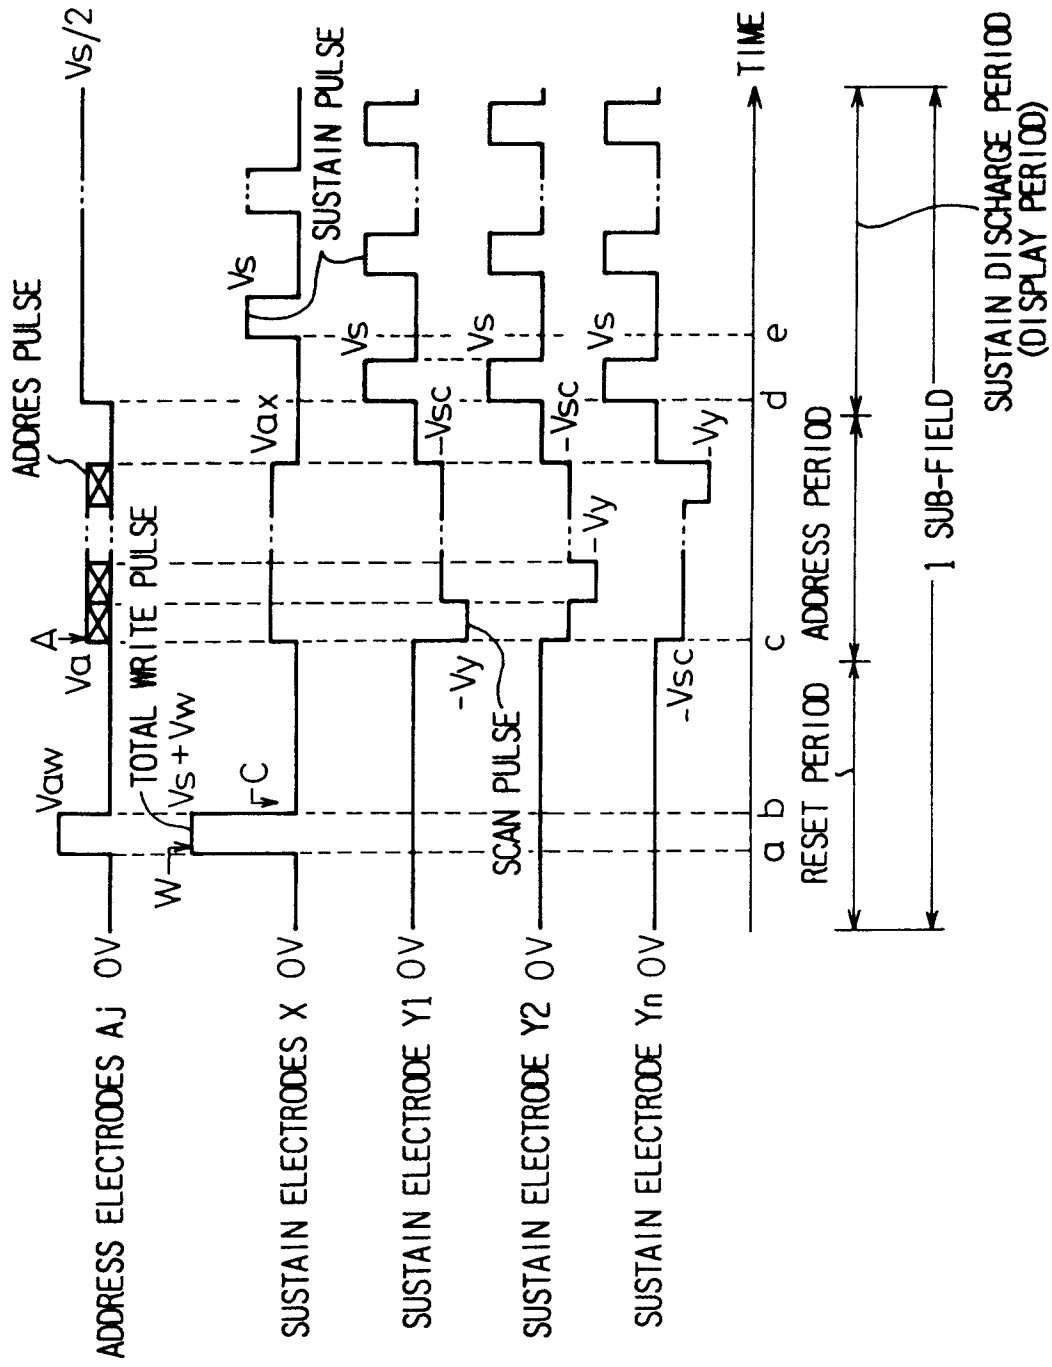 ADDRES PULSE
Vs/2
ADDRESS ELECTRODES Aj 0V
Vaw
Va
A
W
TOTAL WRITE PULSE
Vs+Vw
C
SUSTAIN ELECTRODES X 0V
Vax
Vs
SUSTAIN PULSE
SUSTAIN ELECTRODE Y1 0V
-Vy
-Vsc
Vs
SCAN PULSE
SUSTAIN ELECTRODE Y2 0V
-Vy
-Vsc
Vs
SUSTAIN ELECTRODE Yn 0V
-Vsc
-Vy
Vs
a b c d e
TIME
RESET PERIOD
ADDRESS PERIOD
1 SUB-FIELD
SUSTAIN DISCHARGE PERIOD
(DISPLAY PERIOD)